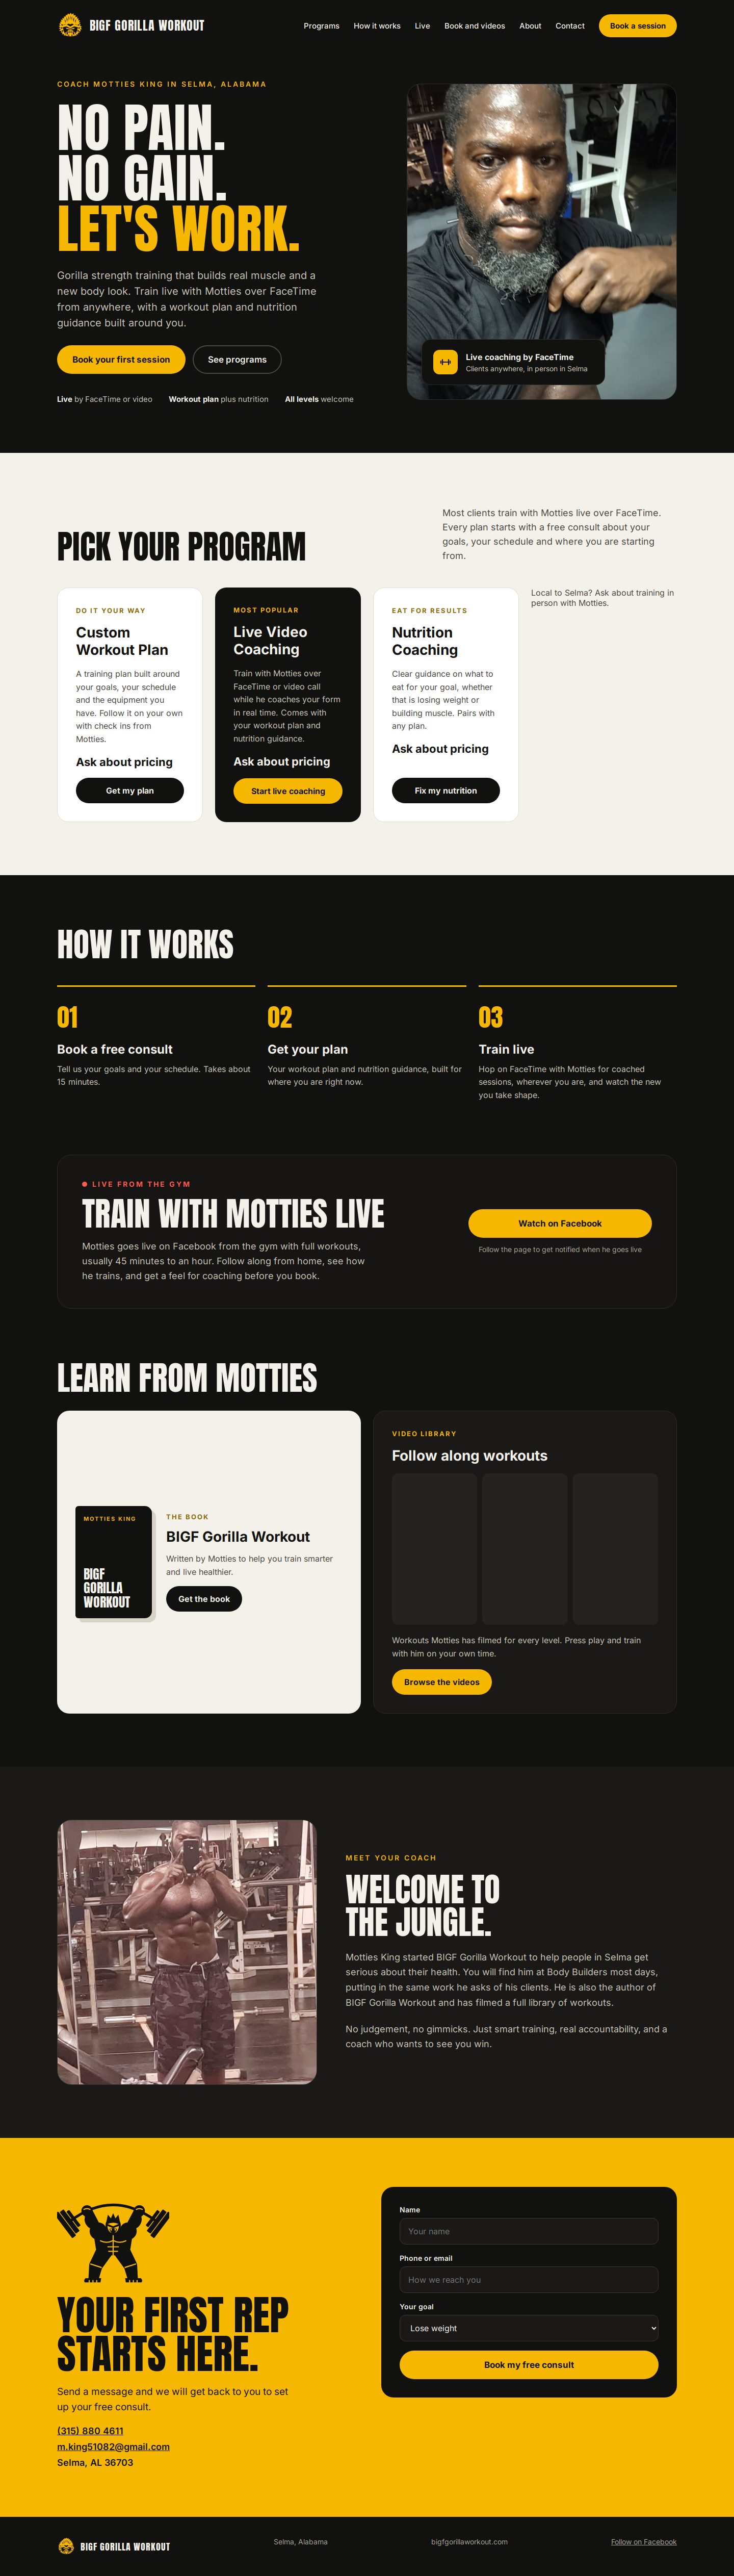 BIGF GORILLA WORKOUT
Programs
How it works
Live
Book and videos
About
Contact
Book a session
COACH MOTTIES KING IN SELMA, ALABAMA
NO PAIN.
NO GAIN.
LET'S WORK.
Gorilla strength training that builds real muscle and a
new body look. Train live with Motties over FaceTime
from anywhere, with a workout plan and nutrition
guidance built around you.
Book your first session
See programs
Live by FaceTime or video
Workout plan plus nutrition
All levels welcome
Live coaching by FaceTime
Clients anywhere, in person in Selma
PICK YOUR PROGRAM
Most clients train with Motties live over FaceTime.
Every plan starts with a free consult about your
goals, your schedule and where you are starting
from.
DO IT YOUR WAY
Custom
Workout Plan
A training plan built around
your goals, your schedule
and the equipment you
have. Follow it on your own
with check ins from
Motties.
Ask about pricing
Get my plan
MOST POPULAR
Live Video
Coaching
Train with Motties over
FaceTime or video call
while he coaches your form
in real time. Comes with
your workout plan and
nutrition guidance.
Ask about pricing
Start live coaching
EAT FOR RESULTS
Nutrition
Coaching
Clear guidance on what to
eat for your goal, whether
that is losing weight or
building muscle. Pairs with
any plan.
Ask about pricing
Fix my nutrition
Local to Selma? Ask about training in
person with Motties.
HOW IT WORKS
01
Book a free consult
Tell us your goals and your schedule. Takes about
15 minutes.
02
Get your plan
Your workout plan and nutrition guidance, built for
where you are right now.
03
Train live
Hop on FaceTime with Motties for coached
sessions, wherever you are, and watch the new
you take shape.
LIVE FROM THE GYM
TRAIN WITH MOTTIES LIVE
Motties goes live on Facebook from the gym with full workouts,
usually 45 minutes to an hour. Follow along from home, see how
he trains, and get a feel for coaching before you book.
Watch on Facebook
Follow the page to get notified when he goes live
LEARN FROM MOTTIES
MOTTIES KING
BIGF
GORILLA
WORKOUT
THE BOOK
BIGF Gorilla Workout
Written by Motties to help you train smarter
and live healthier.
Get the book
VIDEO LIBRARY
Follow along workouts
Workouts Motties has filmed for every level. Press play and train
with him on your own time.
Browse the videos
MEET YOUR COACH
WELCOME TO
THE JUNGLE.
Motties King started BIGF Gorilla Workout to help people in Selma get
serious about their health. You will find him at Body Builders most days,
putting in the same work he asks of his clients. He is also the author of
BIGF Gorilla Workout and has filmed a full library of workouts.
No judgement, no gimmicks. Just smart training, real accountability, and a
coach who wants to see you win.
YOUR FIRST REP
STARTS HERE.
Send a message and we will get back to you to set
up your free consult.
(315) 880 4611
m.king51082@gmail.com
Selma, AL 36703
Name
Your name
Phone or email
How we reach you
Your goal
Lose weight
Book my free consult
BIGF GORILLA WORKOUT
Selma, Alabama
bigfgorillaworkout.com
Follow on Facebook